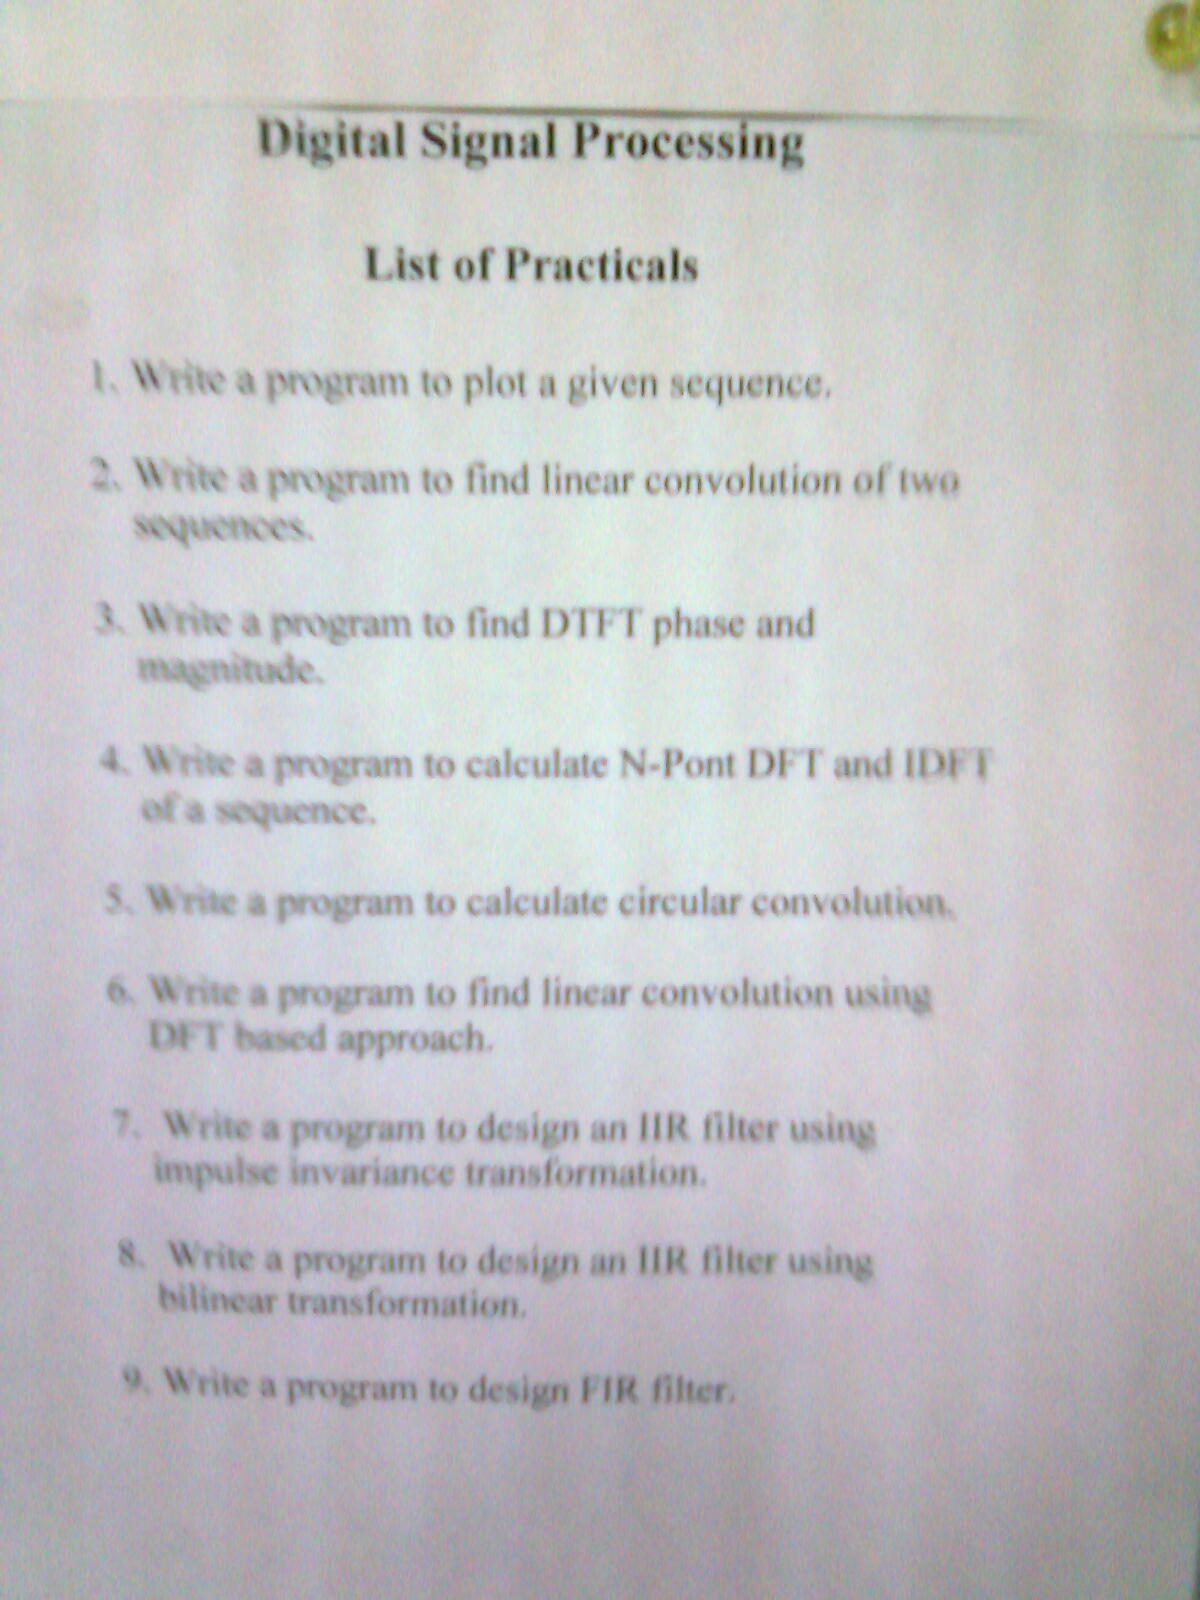 Digital Signal Processing
List of Practicals
1. Write a program to plot a given sequence.
2. Write a program to find linear convolution of two
sequences.
3. Write a program to find DTFT phase and
magnitude.
4. Write a program to calculate N-Pont DFT and IDFT
of a sequence.
5. Write a program to calculate circular convolution.
6. Write a program to find linear convolution using
DFT based approach.
7. Write a program to design an IIR filter using
impulse invariance transformation.
8. Write a program to design an IIR filter using
bilinear transformation.
9. Write a program to design FIR filter.